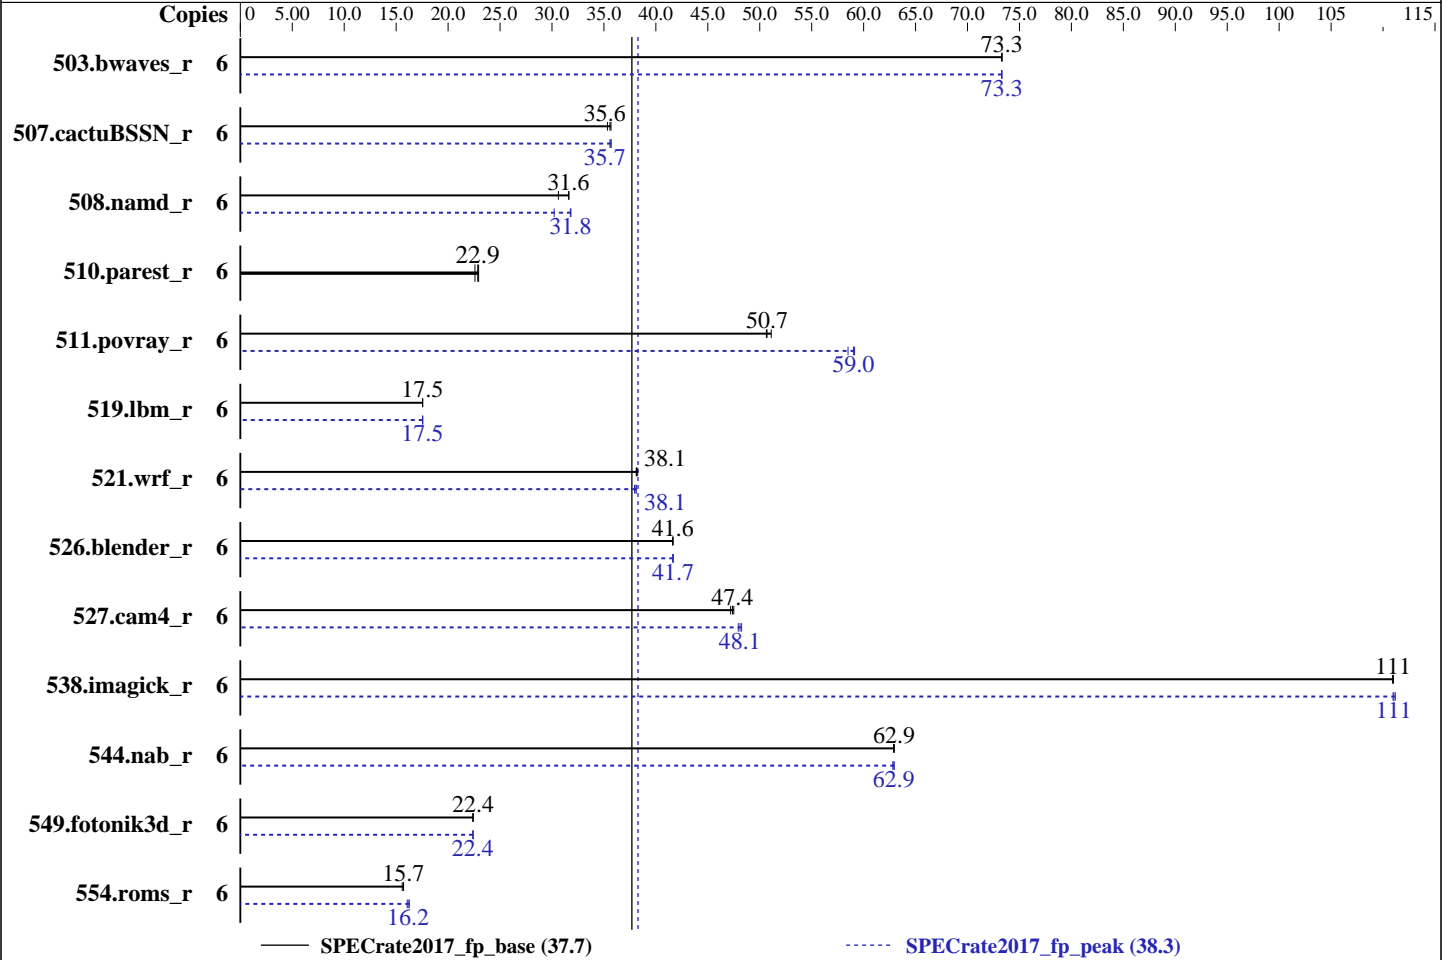 Copies 0 5.00 10.0 15.0 20.0 25.0 30.0 35.0 40.0 45.0 50.0 55.0 60.0 65.0 70.0 75.0 80.0 85.0 90.0 95.0 100 105 115
73.3
503.bwaves_r 6
73.3
35.6
507.cactuBSSN_r 6
35.7
31.6
508.namd_r 6
31.8
22.9
510.parest_r 6
50.7
511.povray_r 6
59.0
17.5
519.lbm_r 6
17.5
38.1
521.wrf_r 6
38.1
41.6
526.blender_r 6
41.7
47.4
527.cam4_r 6
48.1
111
538.imagick_r 6
111
62.9
544.nab_r 6
62.9
22.4
549.fotonik3d_r 6
22.4
15.7
554.roms_r 6
16.2
SPECrate2017_fp_base (37.7) SPECrate2017_fp_peak (38.3)